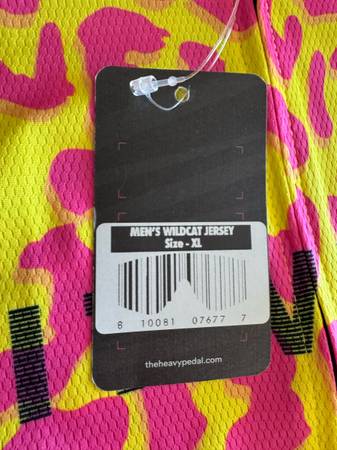 MEN'S WILDCAT JERSEY
Size - XL
8 10081 07677 7
theheavypedal.com